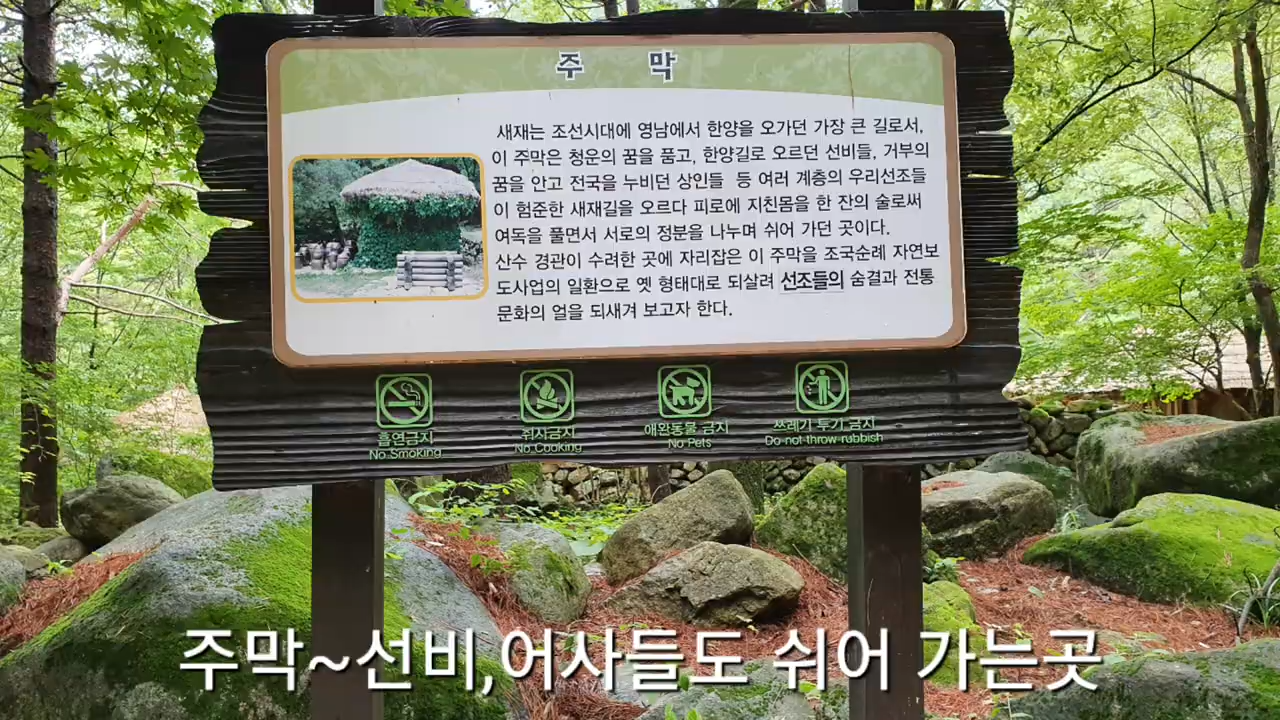 주 막
새재는 조선시대에 영남에서 한양을 오가던 가장 큰 길로서,
이 주막은 청운의 꿈을 품고, 한양길로 오르던 선비들, 거부의
꿈을 안고 전국을 누비던 상인들 등 여러 계층의 우리선조들
이 험준한 새재길을 오르다 피로에 지친몸을 한 잔의 술로써
여독을 풀면서 서로의 정분을 나누며 쉬어 가던 곳이다.
산수 경관이 수려한 곳에 자리잡은 이 주막을 조국순례 자연보
도사업의 일환으로 옛 형태대로 되살려 선조들의 숨결과 전통
문화의 얼을 되새겨 보고자 한다.
흡연금지
No Smoking
취사금지
No Cooking
애완동물 금지
No Pets
쓰레기 투기 금지
Do not throw rubbish
주막~선비,어사들도 쉬어 가는곳